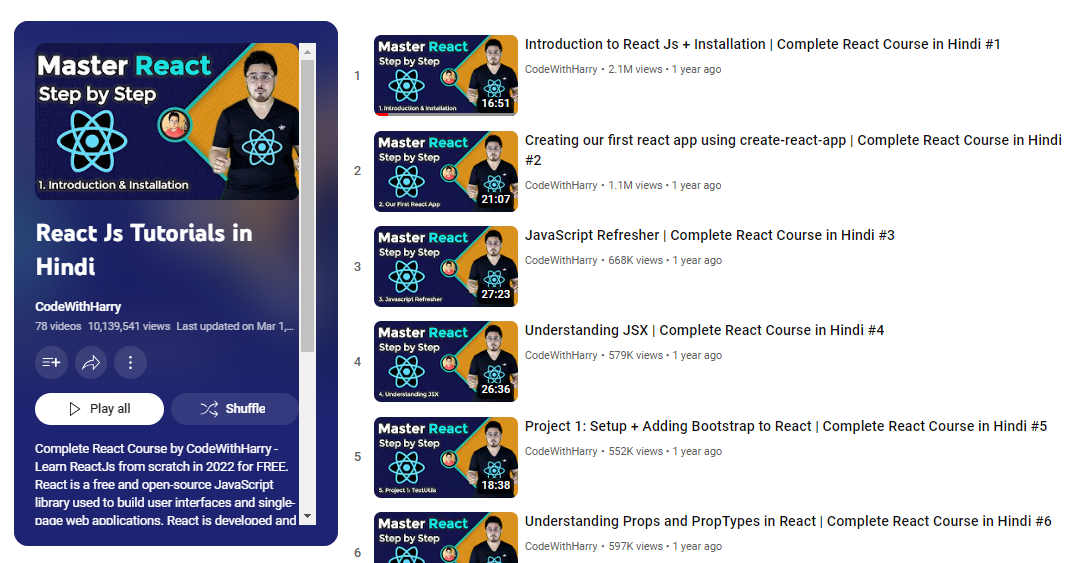 Master React
Step by Step
1. Introduction & Installation
React Js Tutorials in
Hindi
CodeWithHarry
78 videos 10,139,541 views Last updated on Mar 1,...
Play all
Shuffle
Complete React Course by CodeWithHarry -
Learn ReactJs from scratch in 2022 for FREE.
React is a free and open-source JavaScript
library used to build user interfaces and single-
page web applications. React is developed and
1
Master React
Step by Step
1. Introduction & Installation
16:51
Introduction to React Js + Installation | Complete React Course in Hindi #1
CodeWithHarry • 2.1M views • 1 year ago
2
Master React
Step by Step
2. Our First React App
21:07
Creating our first react app using create-react-app | Complete React Course in Hindi
#2
CodeWithHarry • 1.1M views • 1 year ago
3
Master React
Step by Step
3. Javascript Refresher
27:23
JavaScript Refresher | Complete React Course in Hindi #3
CodeWithHarry • 668K views • 1 year ago
4
Master React
Step by Step
4. Understanding JSX
26:36
Understanding JSX | Complete React Course in Hindi #4
CodeWithHarry • 579K views • 1 year ago
5
Master React
Step by Step
5. Project 1: TextUtils
18:38
Project 1: Setup + Adding Bootstrap to React | Complete React Course in Hindi #5
CodeWithHarry • 552K views • 1 year ago
6
Master React
Step by Step
Understanding Props and PropTypes in React | Complete React Course in Hindi #6
CodeWithHarry • 597K views • 1 year ago